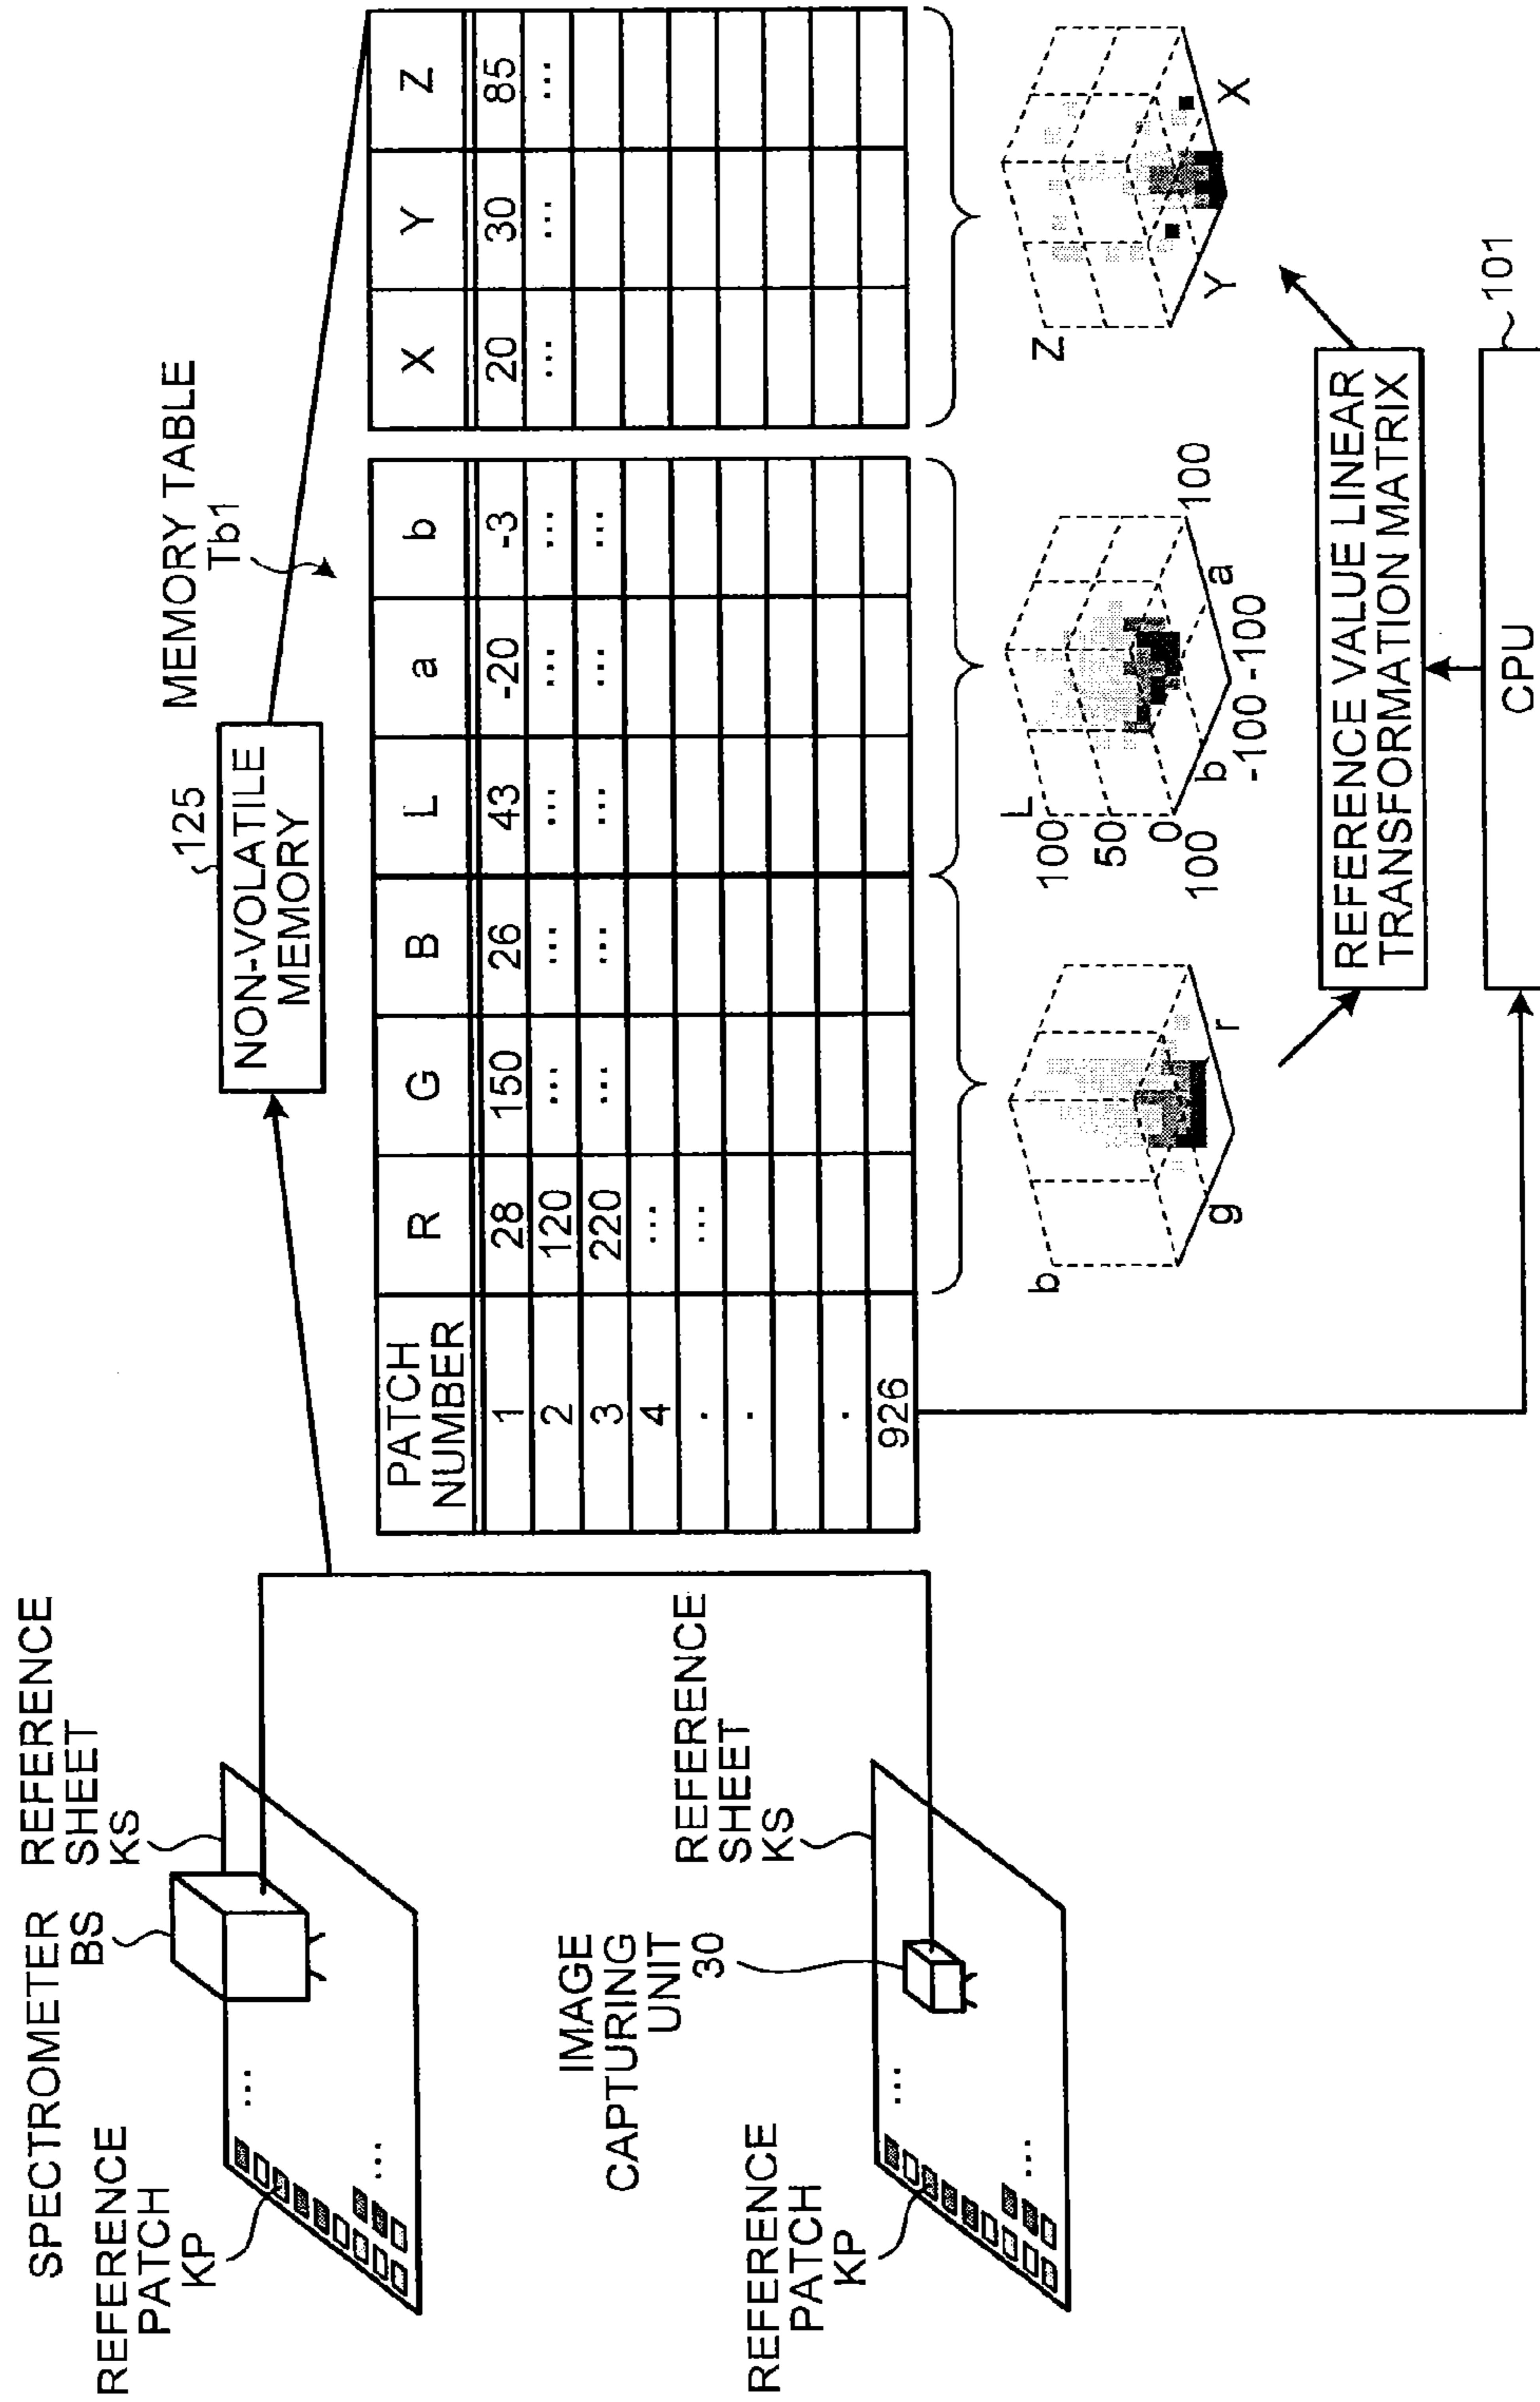 SPECTROMETER
BS
REFERENCE
SHEET
KS
REFERENCE
PATCH
KP
...
...
IMAGE
CAPTURING
UNIT
30
REFERENCE
SHEET
KS
REFERENCE
PATCH
KP
...
...
125
NON-VOLATILE
MEMORY
MEMORY TABLE
Tb1
PATCH NUMBER R G B L a b X Y Z
1 28 150 26 43 -20 -3 20 30 85
2 120 ... ... ... ... ... ... ... ...
3 220 ... ... ... ... ...
4 ...
. ...
.
.
926
b
g
r
L
100
50
0
100
b
-100
-100
a
100
Z
Y
X
REFERENCE VALUE LINEAR
TRANSFORMATION MATRIX
101
CPU